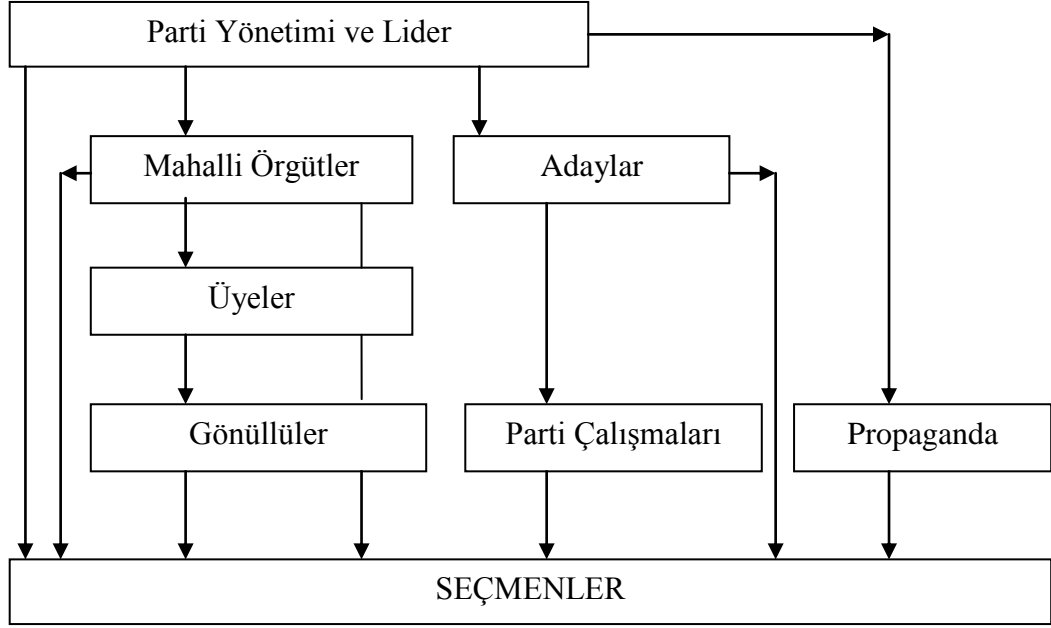 Parti Yönetimi ve Lider
Mahalli Örgütler
Adaylar
Üyeler
Gönüllüler
Parti Çalışmaları
Propaganda
SEÇMENLER